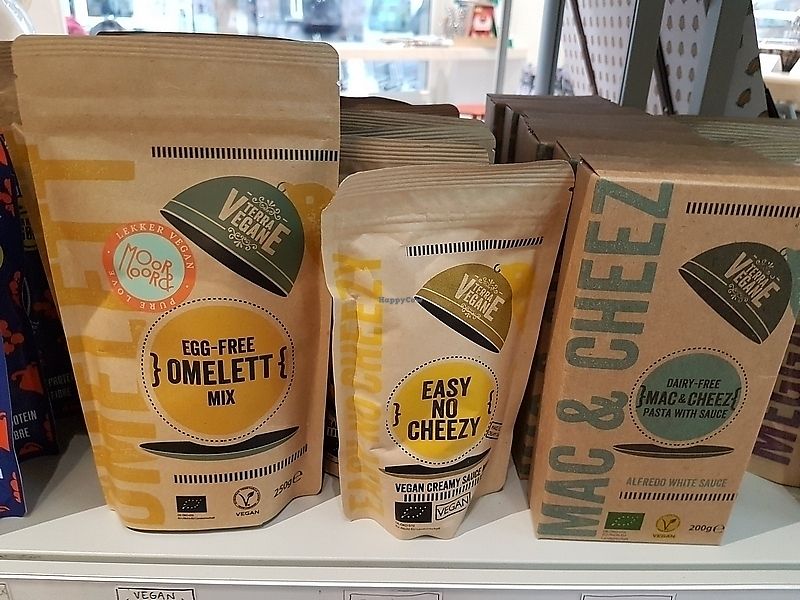 OMELETT
TERRA
VEGANE
LEKKER VEGAN
MOOR
PURE LOVE
EGG-FREE
OMELETT
MIX
250g e
VEGAN
EASY NO CHEEZY
TERRA
VEGANE
HappyCow
EASY
NO
CHEEZY
VEGAN CREAMY SAUCE
VEGAN
MAC & CHEEZ
TERRA
VEGANE
DAIRY-FREE
MAC & CHEEZ
PASTA WITH SAUCE
ALFREDO WHITE SAUCE
VEGAN
200g e
VEGAN